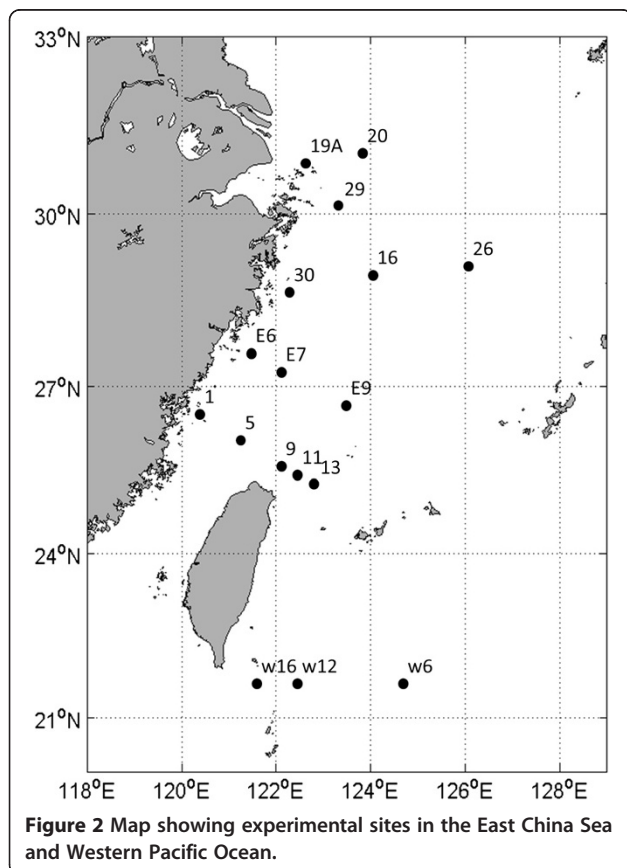 33°N
20
19A
29
30°N
16
26
30
E6
E7
27°N
1
E9
5
9
11
13
24°N
w16
w12
w6
21°N
118°E
120°E
122°E
124°E
126°E
128°E
Figure 2 Map showing experimental sites in the East China Sea
and Western Pacific Ocean.